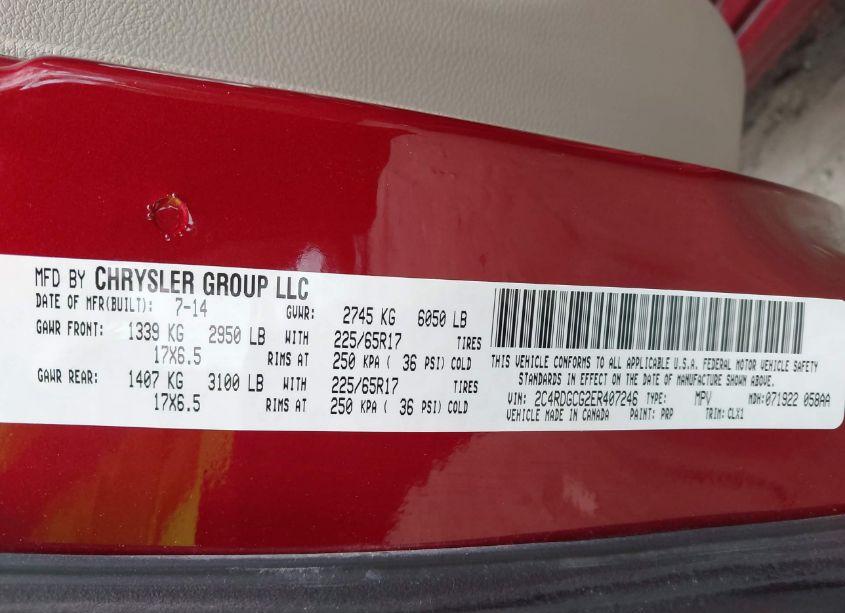 MFD BY CHRYSLER GROUP LLC
DATE OF MFR(BUILT): 7-14 GVWR: 2745 KG 6050 LB
GAWR FRONT: 1339 KG 2950 LB WITH 225/65R17 TIRES
17X6.5 RIMS AT 250 KPA ( 36 PSI) COLD
GAWR REAR: 1407 KG 3100 LB WITH 225/65R17 TIRES
17X6.5 RIMS AT 250 KPA ( 36 PSI) COLD
THIS VEHICLE CONFORMS TO ALL APPLICABLE U.S.A. FEDERAL MOTOR VEHICLE SAFETY
STANDARDS IN EFFECT ON THE DATE OF MANUFACTURE SHOWN ABOVE.
VIN: 2C4RDGCG2ER407246 TYPE: MPV MDH: 071922 058AA
VEHICLE MADE IN CANADA PAINT: PRP TRIM: CLX1